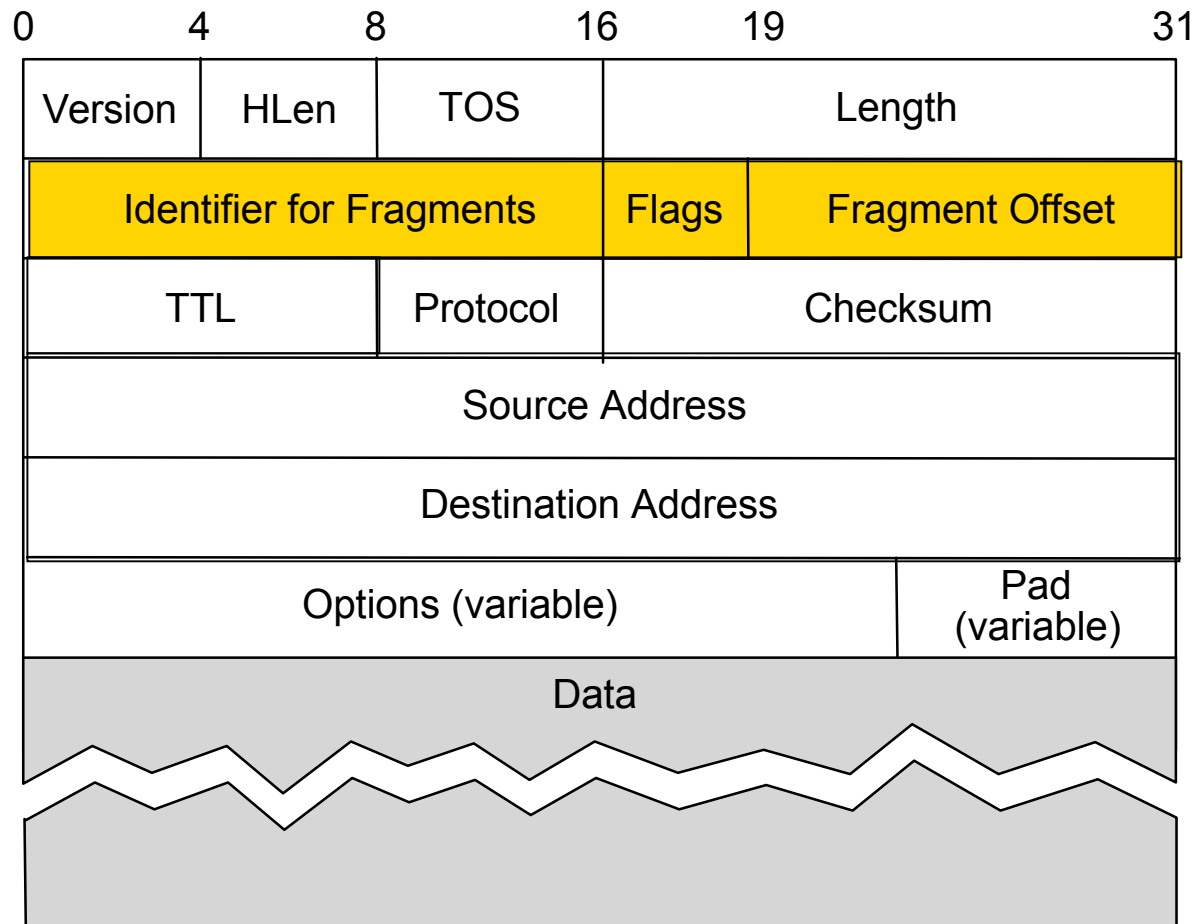 0 4 8 16 19 31
Version HLen TOS Length
Identifier for Fragments Flags Fragment Offset
TTL Protocol Checksum
Source Address
Destination Address
Options (variable) Pad
(variable)
Data